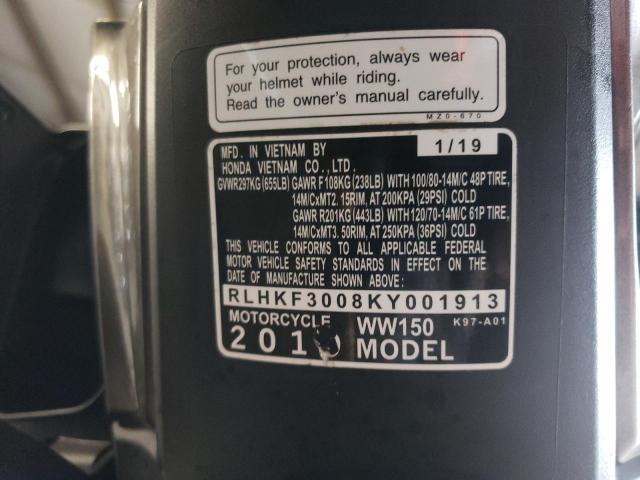 For your protection, always wear
your helmet while riding.
Read the owner's manual carefully.
MZ0-670
MFD. IN VIETNAM BY 1/19
HONDA VIETNAM CO., LTD.
GVWR297KG (655LB) GAWR F108KG (238LB) WITH 100/80-14M/C 48P TIRE,
14M/CxMT2. 15RIM, AT 200KPA (29PSI) COLD
GAWR R201KG (443LB) WITH 120/70-14M/C 61P TIRE,
14M/CxMT3. 50RIM, AT 250KPA (36PSI) COLD
THIS VEHICLE CONFORMS TO ALL APPLICABLE FEDERAL
MOTOR VEHICLE SAFETY STANDARDS IN EFFECT ON THE
DATE OF MANUFACTURE SHOWN ABOVE:
RLHKF3008KY001913
MOTORCYCLE WW150 K97-A01
MODEL